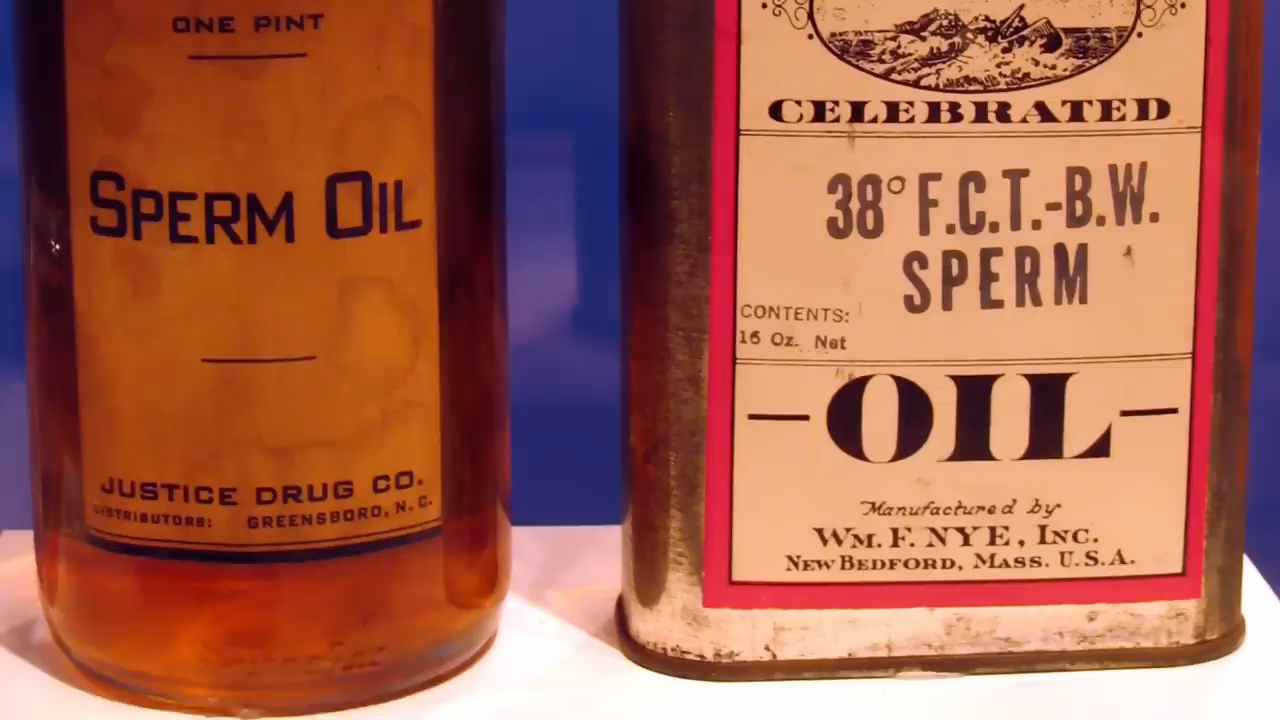 ONE PINT
SPERM OIL
JUSTICE DRUG CO.
DISTRIBUTORS: GREENSBORO, N. C.
CELEBRATED
38° F.C.T.-B.W.
SPERM
CONTENTS:
16 Oz. Net
-OIL-
Manufactured by
WM. F. NYE, INC.
NEW BEDFORD, MASS. U.S.A.